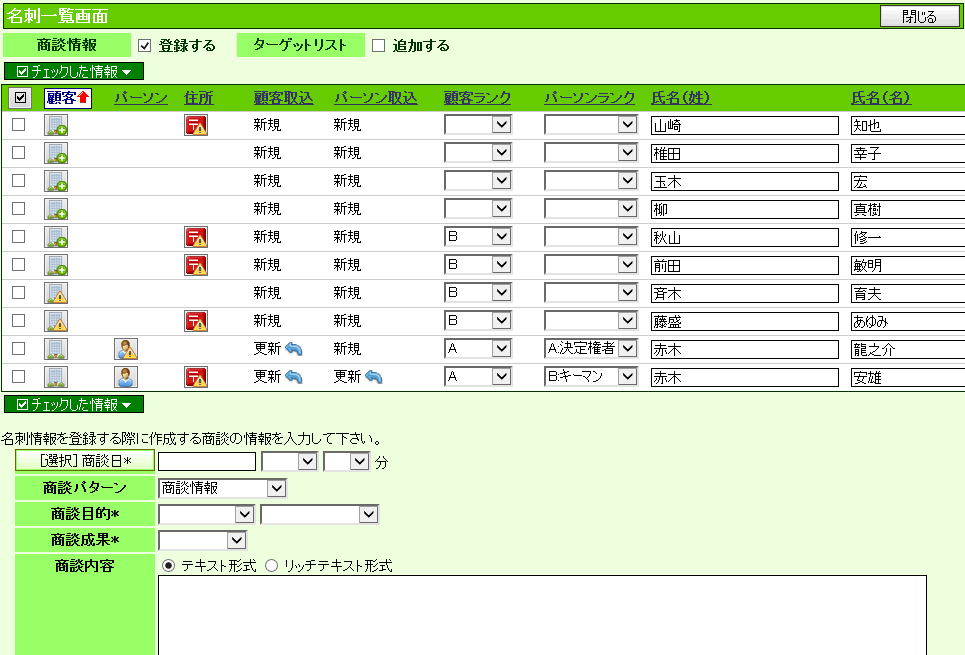 名刺一覧画面 閉じる
商談情報 登録する ターゲットリスト 追加する
チェックした情報▼
顧客 パーソン 住所 顧客取込 パーソン取込 顧客ランク パーソンランク 氏名(姓) 氏名(名)
新規 新規 山崎 知也
新規 新規 椎田 幸子
新規 新規 玉木 宏
新規 新規 柳 真樹
新規 新規 B 秋山 修一
新規 新規 B 前田 敏明
新規 新規 B 斉木 育夫
新規 新規 B 藤盛 あゆみ
更新 新規 A A:決定権者 赤木 龍之介
更新 更新 A B:キーマン 赤木 安雄
チェックした情報▼
名刺情報を登録する際に作成する商談の情報を入力して下さい。
[選択] 商談日* 分
商談パターン 商談情報
商談目的*
商談成果*
商談内容 テキスト形式 リッチテキスト形式